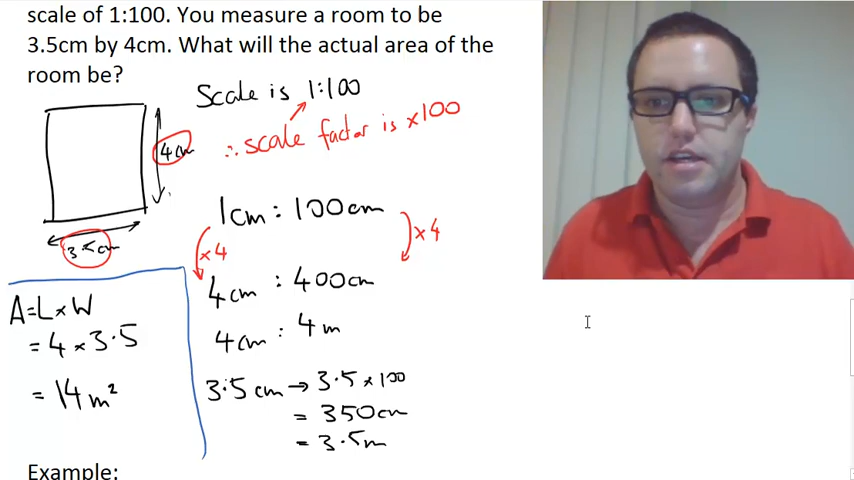 scale of 1:100. You measure a room to be
3.5cm by 4cm. What will the actual area of the
room be?
Scale is 1:100
∴ scale factor is ×100
4cm
3.5cm
1cm : 100cm
×4
×4
4cm : 400cm
4cm : 4m
3.5cm → 3.5 × 100
= 350cm
= 3.5m
A=L×W
= 4 × 3.5
= 14m²
Example: